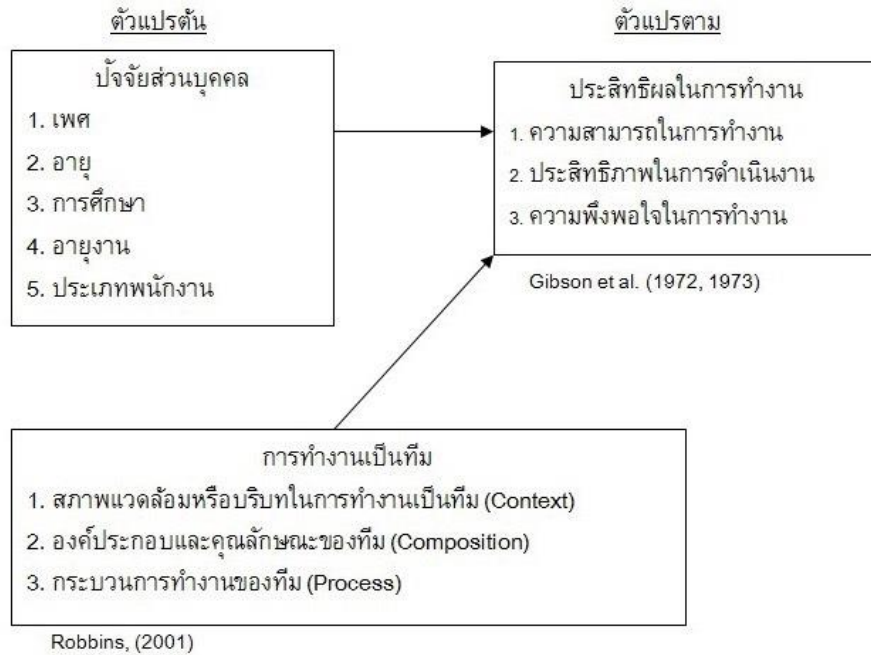 ตัวแปรต้น
ปัจจัยส่วนบุคคล
1. เพศ
2. อายุ
3. การศึกษา
4. อายุงาน
5. ประเภทพนักงาน
ตัวแปรตาม
ประสิทธิผลในการทำงาน
1. ความสามารถในการทำงาน
2. ประสิทธิภาพในการดำเนินงาน
3. ความพึงพอใจในการทำงาน
Gibson et al. (1972, 1973)
การทำงานเป็นทีม
1. สภาพแวดล้อมหรือบริบทในการทำงานเป็นทีม (Context)
2. องค์ประกอบและคุณลักษณะของทีม (Composition)
3. กระบวนการทำงานของทีม (Process)
Robbins, (2001)